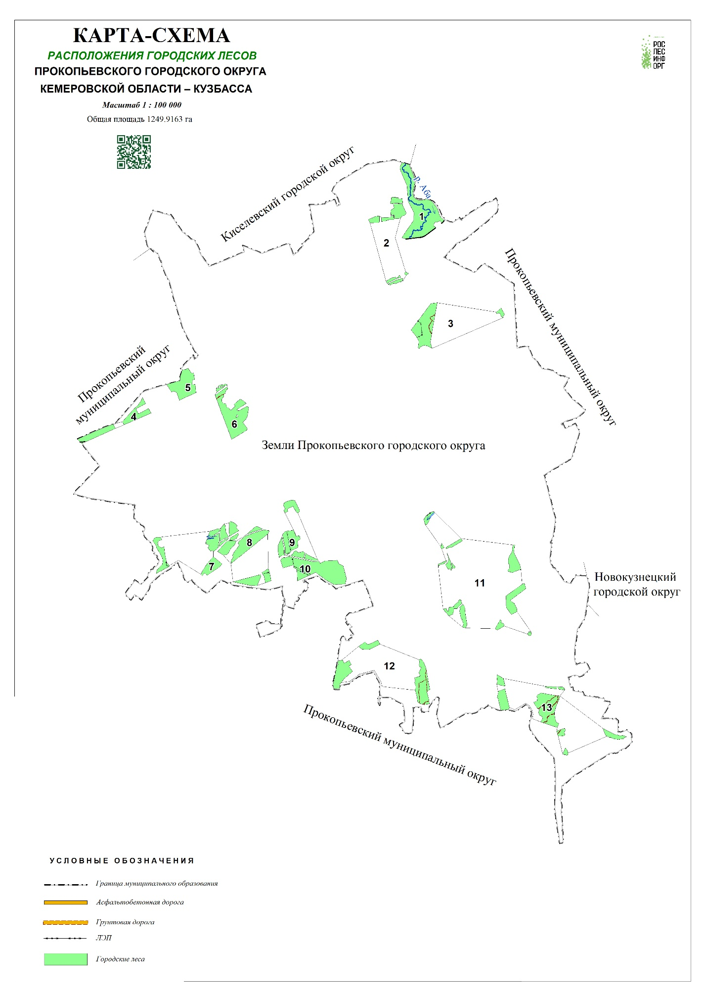 КАРТА-СХЕМА
РАСПОЛОЖЕНИЯ ГОРОДСКИХ ЛЕСОВ
ПРОКОПЬЕВСКОГО ГОРОДСКОГО ОКРУГА
КЕМЕРОВСКОЙ ОБЛАСТИ – КУЗБАССА
Масштаб 1 : 100 000
Общая площадь 1249.9163 га
РОС
ЛЕС
ИНФ
ОРГ
Киселевский городской округ
р. Аба
1
2
Прокопьевский муниципальный округ
3
Прокопьевский
муниципальный округ
5
4
6
Земли Прокопьевского городского округа
8
9
7
10
11
Новокузнецкий
городской округ
12
13
Прокопьевский муниципальный округ
УСЛОВНЫЕ ОБОЗНАЧЕНИЯ
Граница муниципального образования
Асфальтобетонная дорога
Грунтовая дорога
ЛЭП
Городские леса